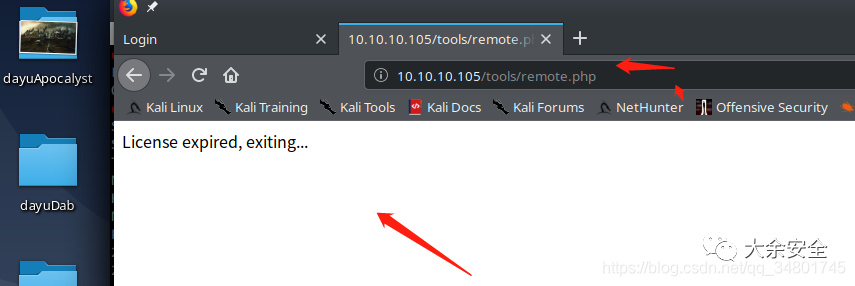 Login
10.10.10.105/tools/remote.p
10.10.10.105/tools/remote.php
Kali Linux Kali Training Kali Tools Kali Docs Kali Forums NetHunter Offensive Security
License expired, exiting...
dayuApocalyst
dayuDab
大余安全
https://blog.csdn.net/qq_34801745